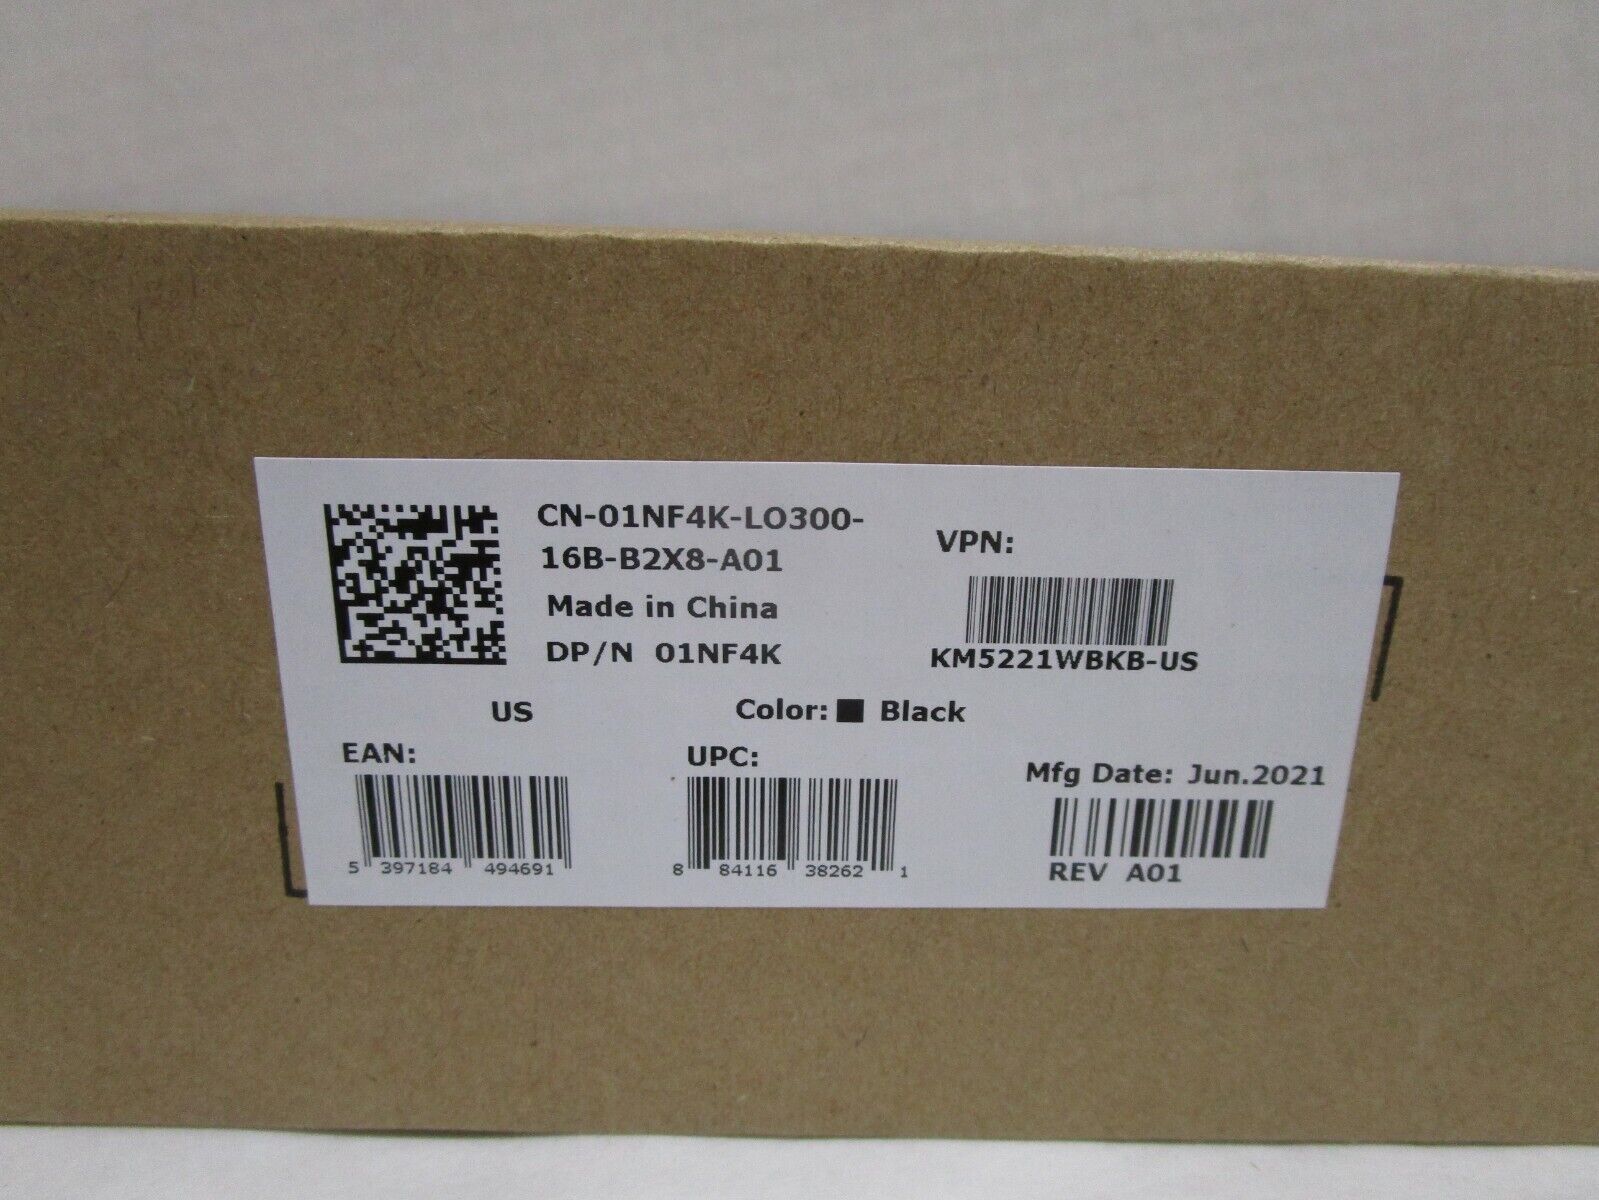 CN-01NF4K-LO300-
16B-B2X8-A01
Made in China
DP/N 01NF4K
VPN:
KM5221WBKB-US
US
Color: Black
EAN:
5 397184 494691
UPC:
8 84116 38262 1
Mfg Date: Jun.2021
REV A01